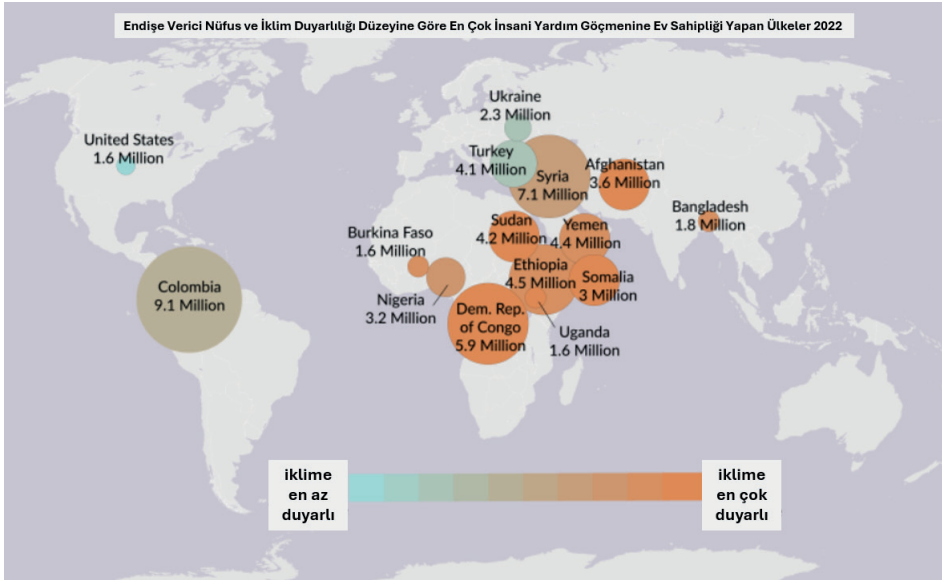 Endişe Verici Nüfus ve İklim Duyarlılığı Düzeyine Göre En Çok İnsani Yardım Göçmenine Ev Sahipliği Yapan Ülkeler 2022
Ukraine
2.3 Million
United States
1.6 Million
Turkey
4.1 Million
Syria
7.1 Million
Afghanistan
3.6 Million
Bangladesh
1.8 Million
Sudan
4.2 Million
Yemen
4.4 Million
Burkina Faso
1.6 Million
Ethiopia
4.5 Million
Somalia
3 Million
Colombia
9.1 Million
Nigeria
3.2 Million
Dem. Rep.
of Congo
5.9 Million
Uganda
1.6 Million
iklime
en az
duyarlı
iklime
en çok
duyarlı